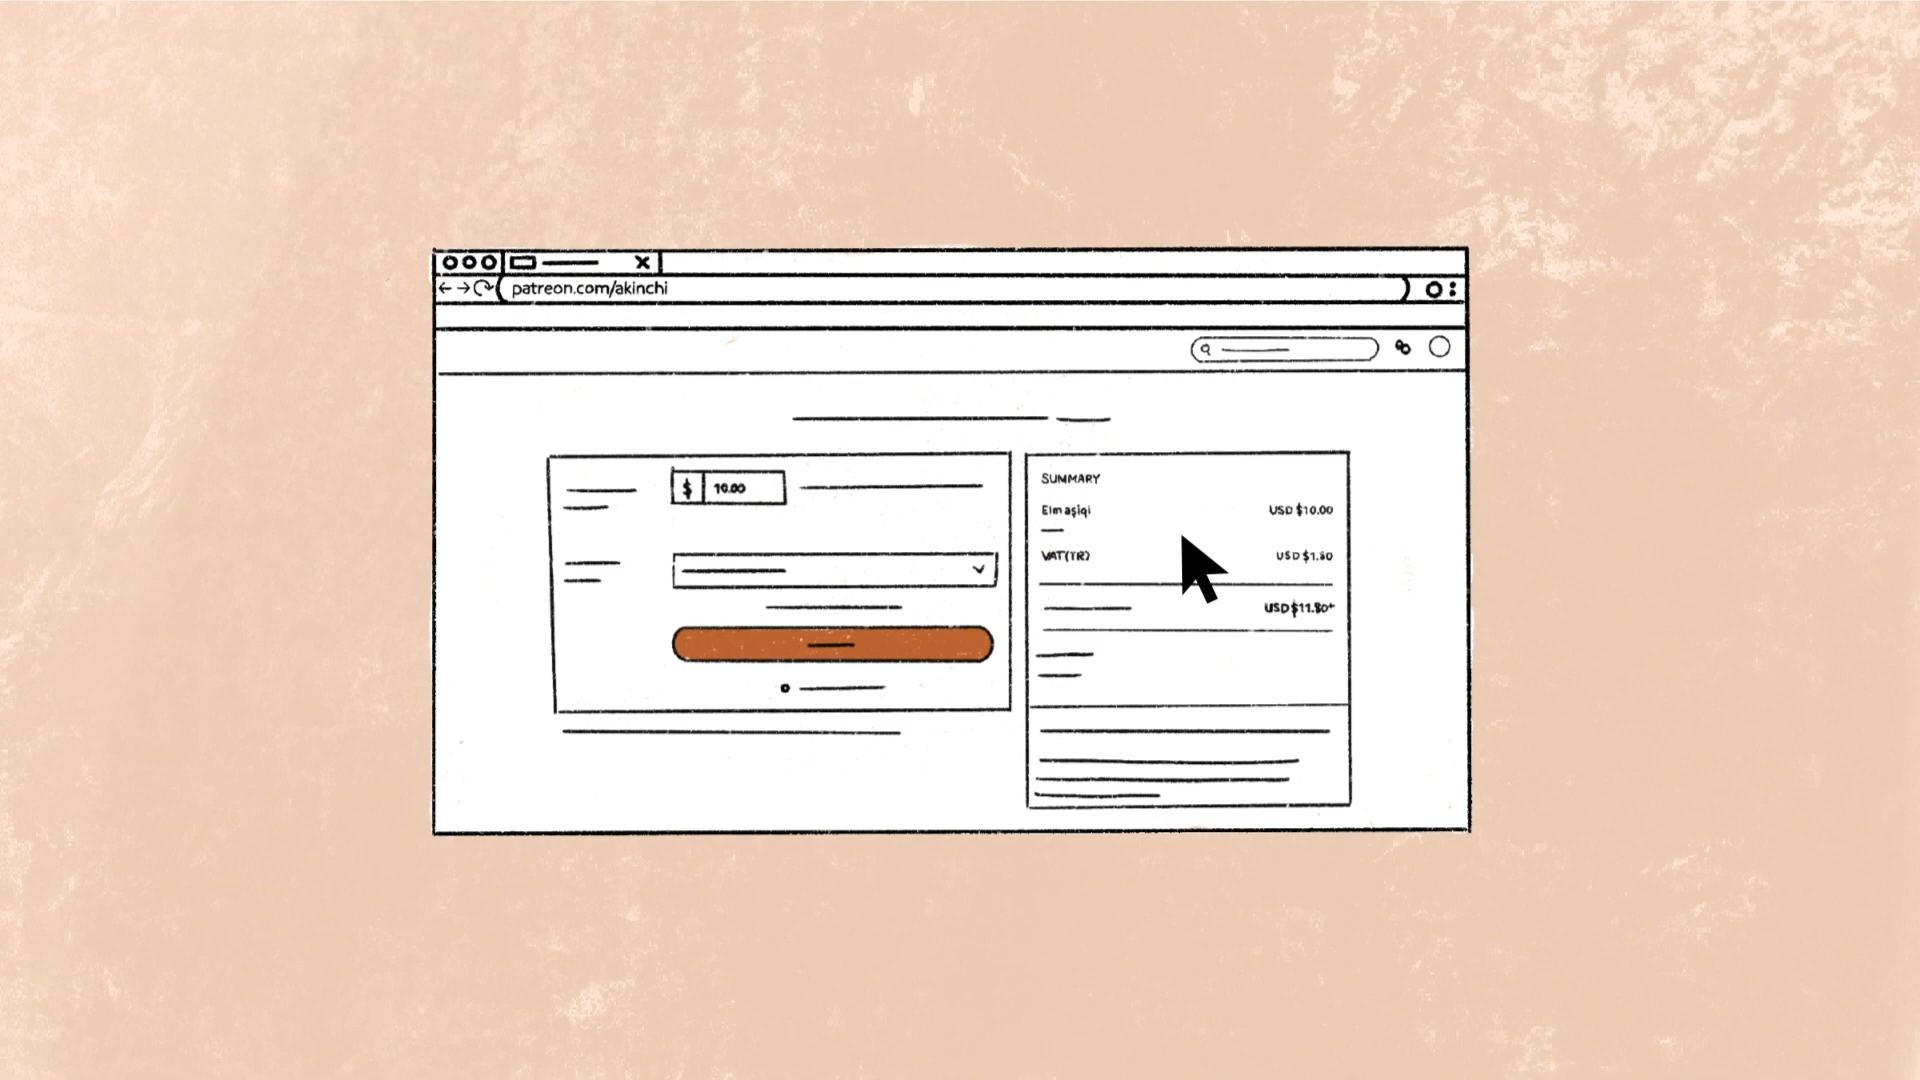 patreon.com/akinchi
$ 10.00
SUMMARY
Elm aşiqi USD $10.00
VAT(TR) USD $1.80
USD $11.80*